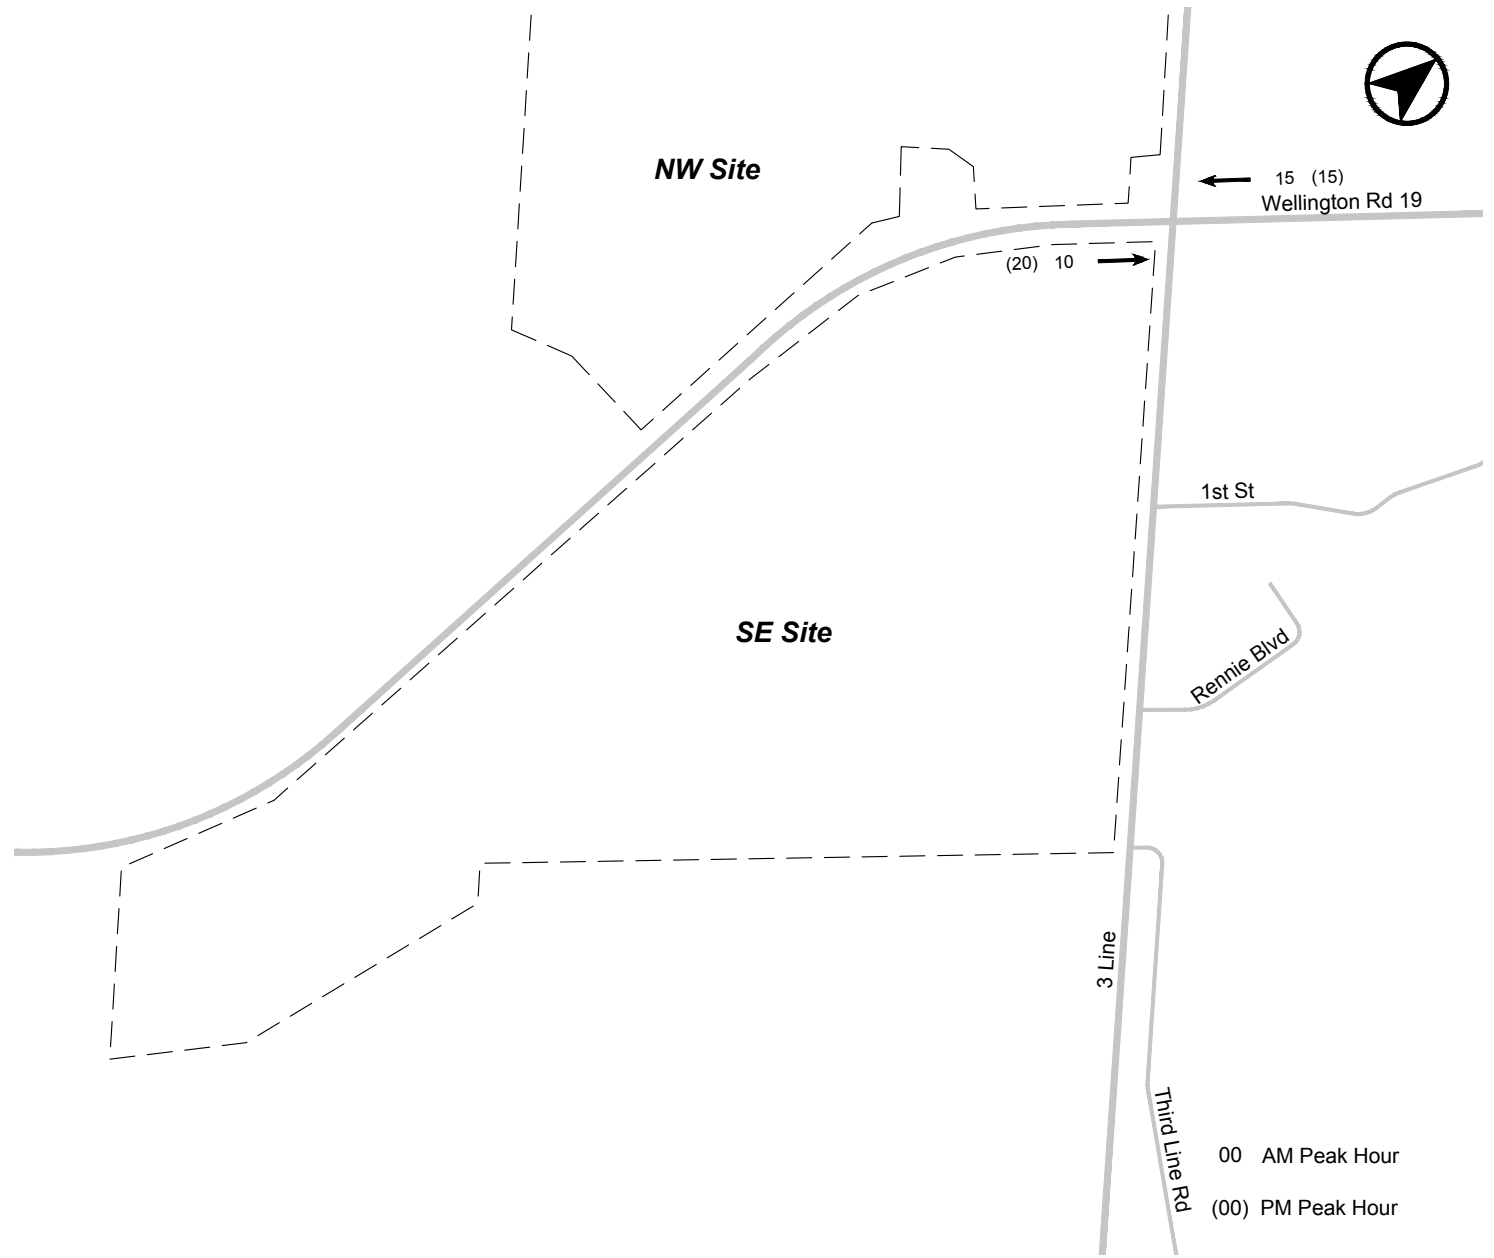 NW Site
15 (15)
Wellington Rd 19
(20) 10
1st St
SE Site
Rennie Blvd
3 Line
Third Line Rd
00 AM Peak Hour
(00) PM Peak Hour